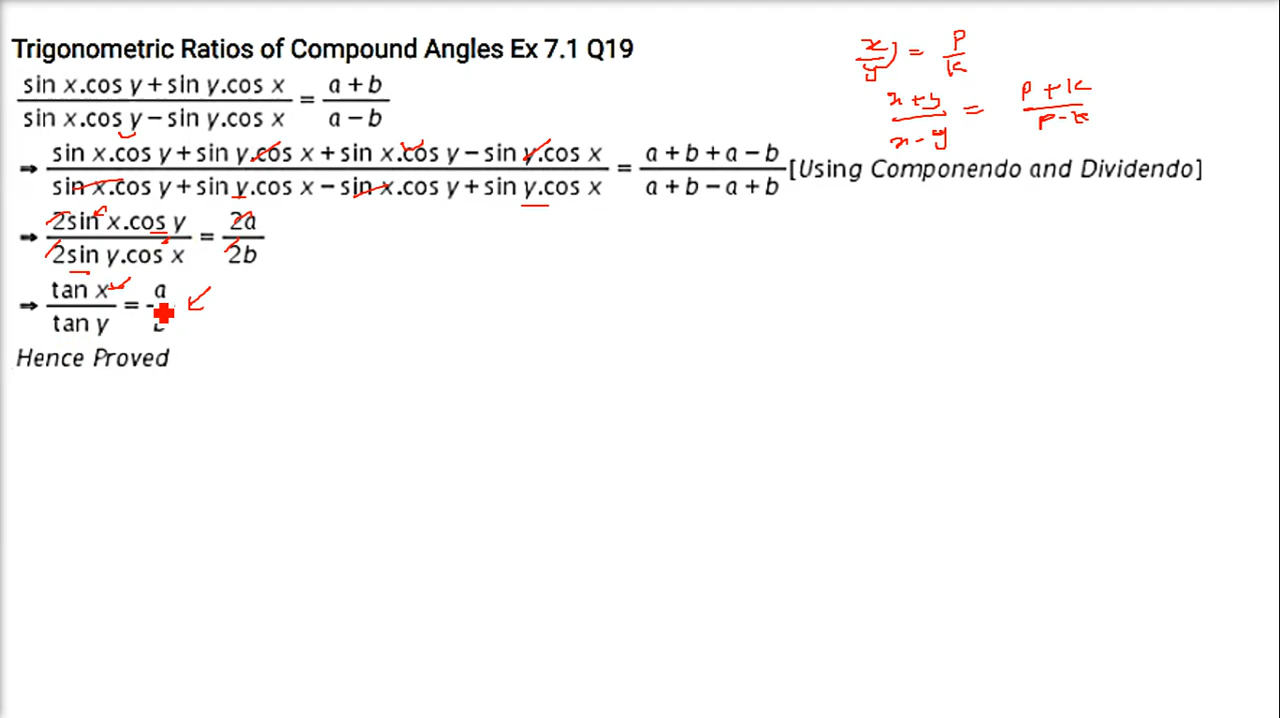 Trigonometric Ratios of Compound Angles Ex 7.1 Q19
x/y) = P/k
(sin x.cos y + sin y.cos x)/(sin x.cos y − sin y.cos x) = (a + b)/(a − b)
(x + y)/(x − y) = (P + k)/(P − k)
⇒ (sin x.cos y + sin y.cos x + sin x.cos y − sin y.cos x)/(sin x.cos y + sin y.cos x − sin x.cos y + sin y.cos x) = (a + b + a − b)/(a + b − a + b) [Using Componendo and Dividendo]
⇒ (2sin x.cos y)/(2sin y.cos x) = 2a/2b
⇒ tan x/tan y = a/b
Hence Proved